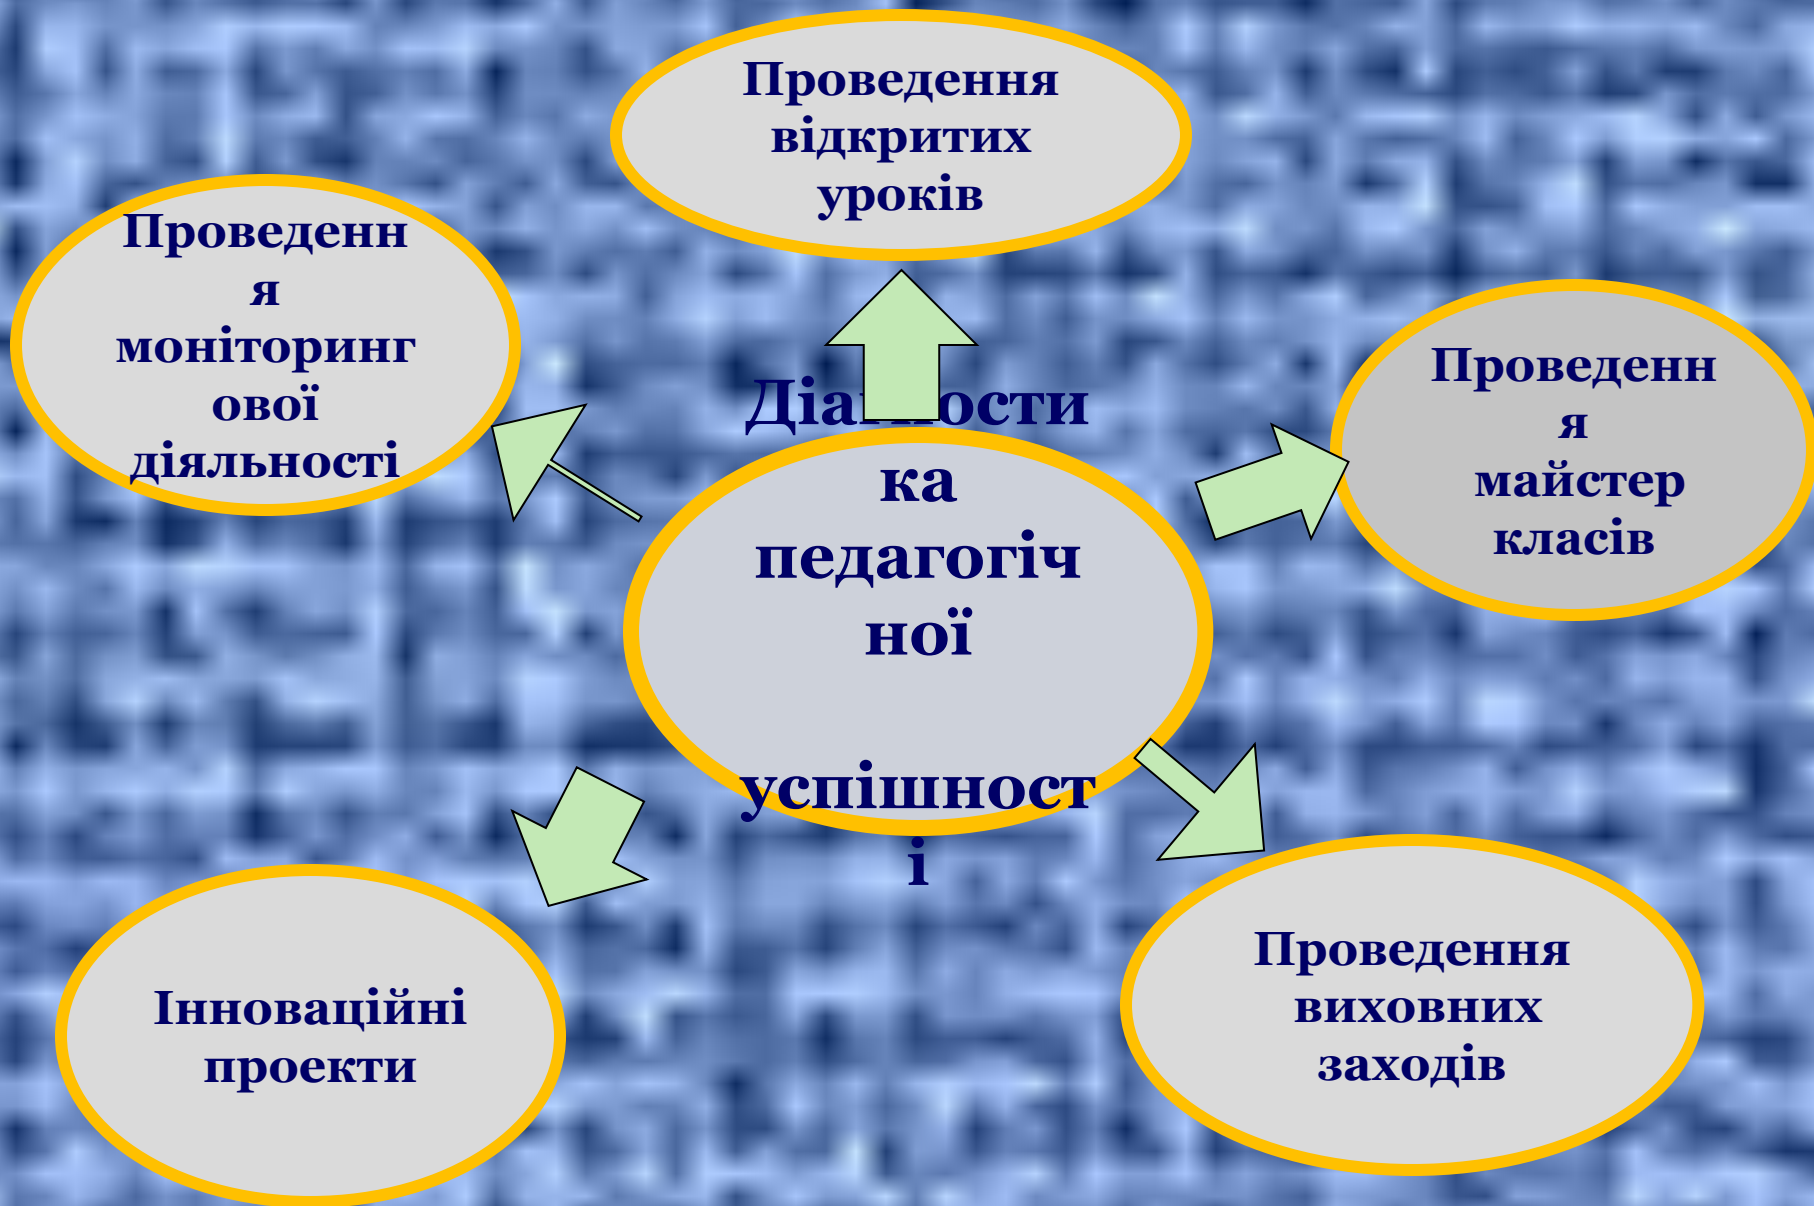 Проведення
відкритих
уроків
Проведенн
я
моніторинг
ової
діяльності
Проведенн
я
майстер
класів
Діагности
ка
педагогіч
ної
успішност
і
Інноваційні
проекти
Проведення
виховних
заходів